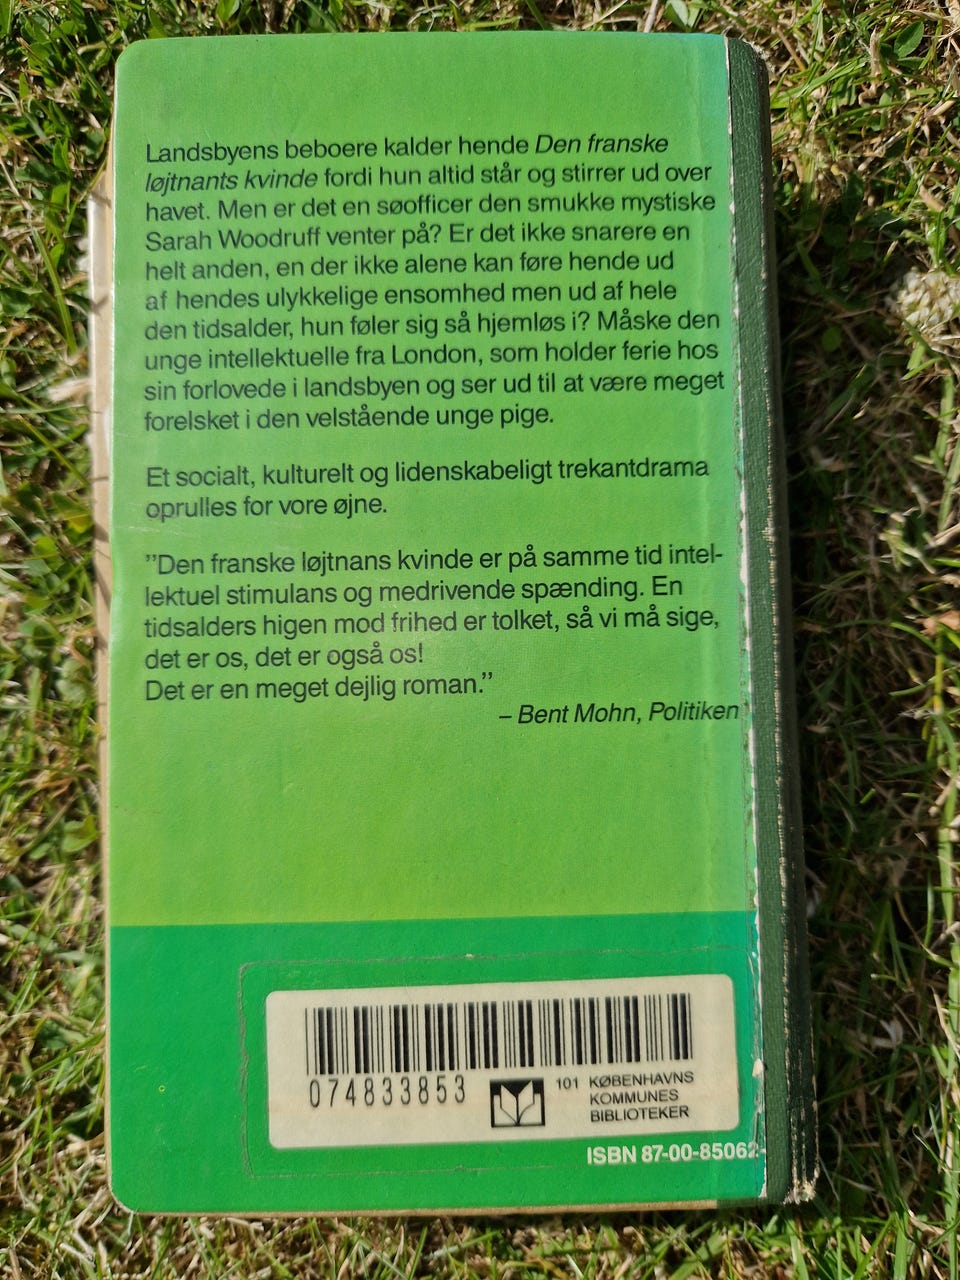 Landsbyens beboere kalder hende Den franske
løjtnants kvinde fordi hun altid står og stirrer ud over
havet. Men er det en søofficer den smukke mystiske
Sarah Woodruff venter på? Er det ikke snarere en
helt anden, en der ikke alene kan føre hende ud
af hendes ulykkelige ensomhed men ud af hele
den tidsalder, hun føler sig så hjemløs i? Måske den
unge intellektuelle fra London, som holder ferie hos
sin forlovede i landsbyen og ser ud til at være meget
forelsket i den velstående unge pige.
Et socialt, kulturelt og lidenskabeligt trekantdrama
oprulles for vore øjne.
”Den franske løjtnans kvinde er på samme tid intel-
lektuel stimulans og medrivende spænding. En
tidsalders higen mod frihed er tolket, så vi må sige,
det er os, det er også os!
Det er en meget dejlig roman.”
– Bent Mohn, Politiken
074833853
101 KØBENHAVNS
KOMMUNES
BIBLIOTEKER
ISBN 87-00-85062-